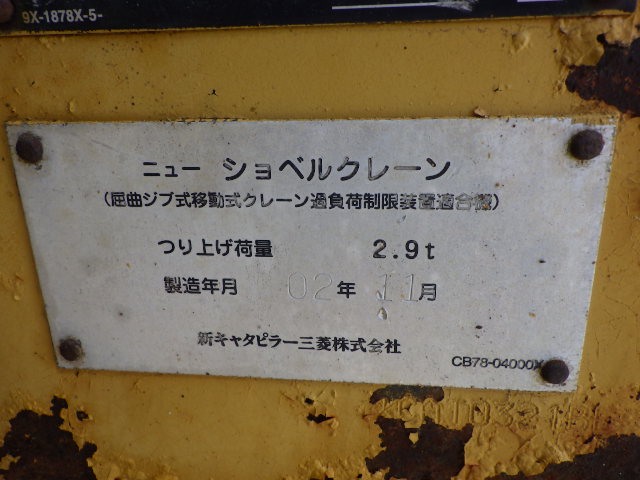 9X-1878X-5-
ニュー ショベルクレーン
(屈曲ジブ式移動式クレーン過負荷制限装置適合機)
つり上げ荷量 2.9t
製造年月 02年 11月
新キャタピラー三菱株式会社
CB78-04000X